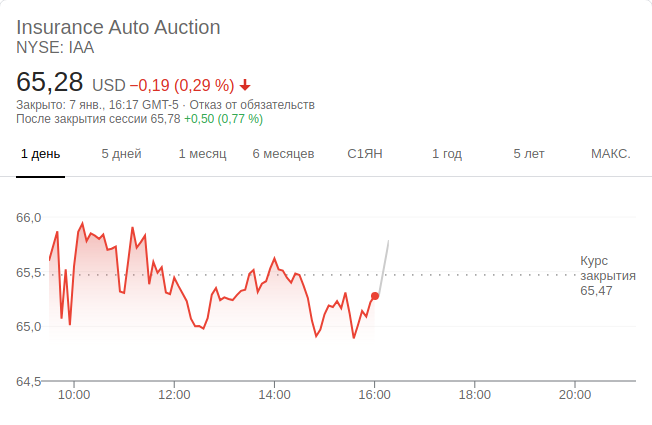 Insurance Auto Auction
NYSE: IAA
65,28 USD −0,19 (0,29 %)
Закрыто: 7 янв., 16:17 GMT-5 · Отказ от обязательств
После закрытия сессии 65,78 +0,50 (0,77 %)
1 день 5 дней 1 месяц 6 месяцев С1ЯН 1 год 5 лет МАКС.
66,0
65,5
65,0
64,5
Курс
закрытия
65,47
10:00 12:00 14:00 16:00 18:00 20:00